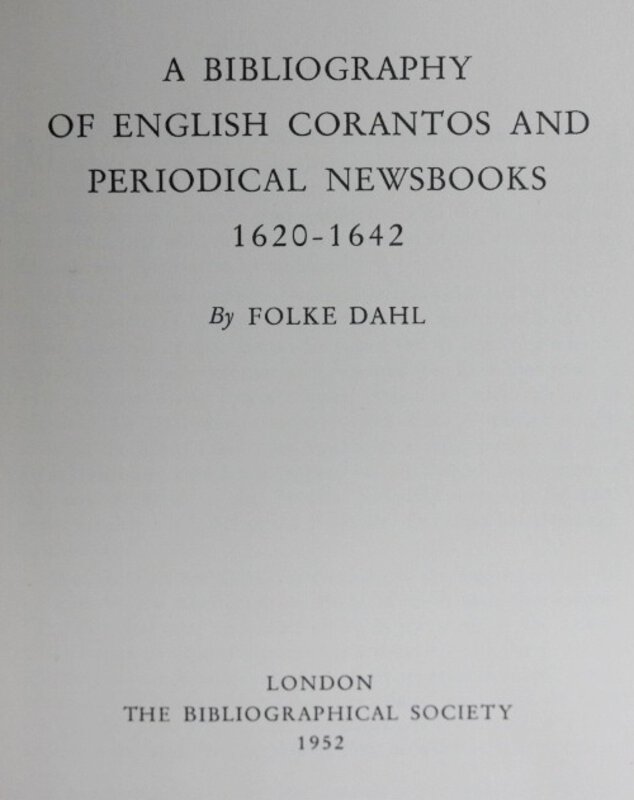 A BIBLIOGRAPHY
OF ENGLISH CORANTOS AND
PERIODICAL NEWSBOOKS
1620-1642
By FOLKE DAHL
LONDON
THE BIBLIOGRAPHICAL SOCIETY
1952